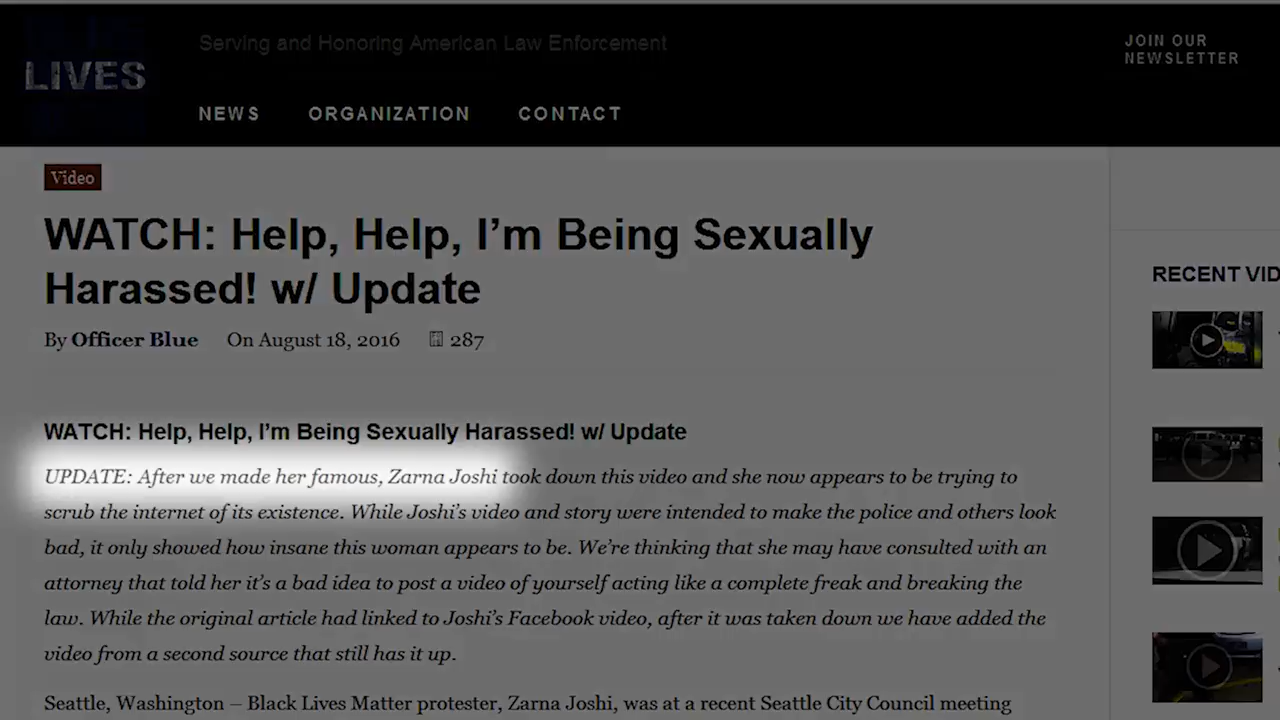 LIVES
Serving and Honoring American Law Enforcement
JOIN OUR
NEWSLETTER
NEWS ORGANIZATION CONTACT
Video
WATCH: Help, Help, I’m Being Sexually
Harassed! w/ Update
By Officer Blue On August 18, 2016 287
RECENT VID
WATCH: Help, Help, I’m Being Sexually Harassed! w/ Update
UPDATE: After we made her famous, Zarna Joshi took down this video and she now appears to be trying to
scrub the internet of its existence. While Joshi’s video and story were intended to make the police and others look
bad, it only showed how insane this woman appears to be. We’re thinking that she may have consulted with an
attorney that told her it’s a bad idea to post a video of yourself acting like a complete freak and breaking the
law. While the original article had linked to Joshi’s Facebook video, after it was taken down we have added the
video from a second source that still has it up.
Seattle, Washington – Black Lives Matter protester, Zarna Joshi, was at a recent Seattle City Council meeting